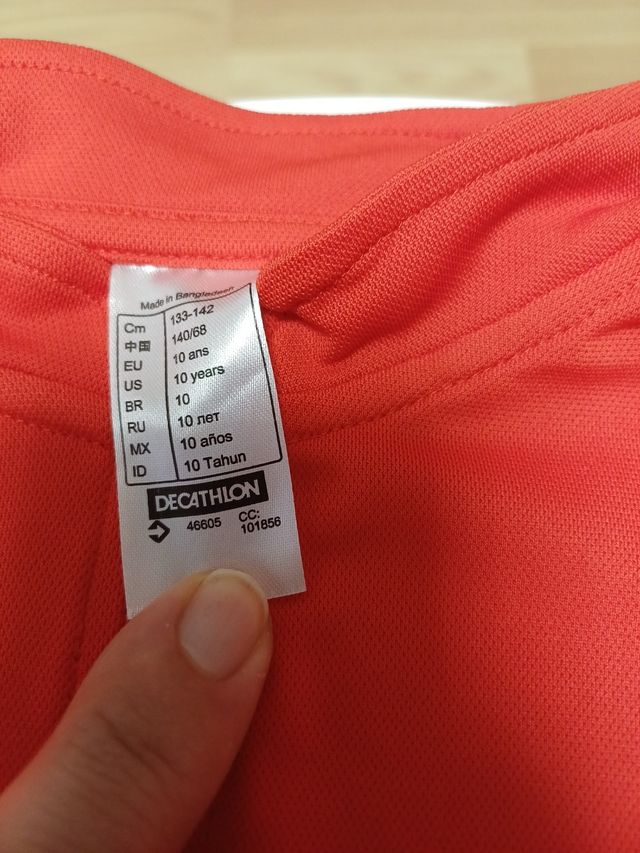 Made in Bangladesh
Cm 133-142
中国 140/68
EU 10 ans
US 10 years
BR 10
RU 10 лет
MX 10 años
ID 10 Tahun
DECATHLON
46605 CC: 101856